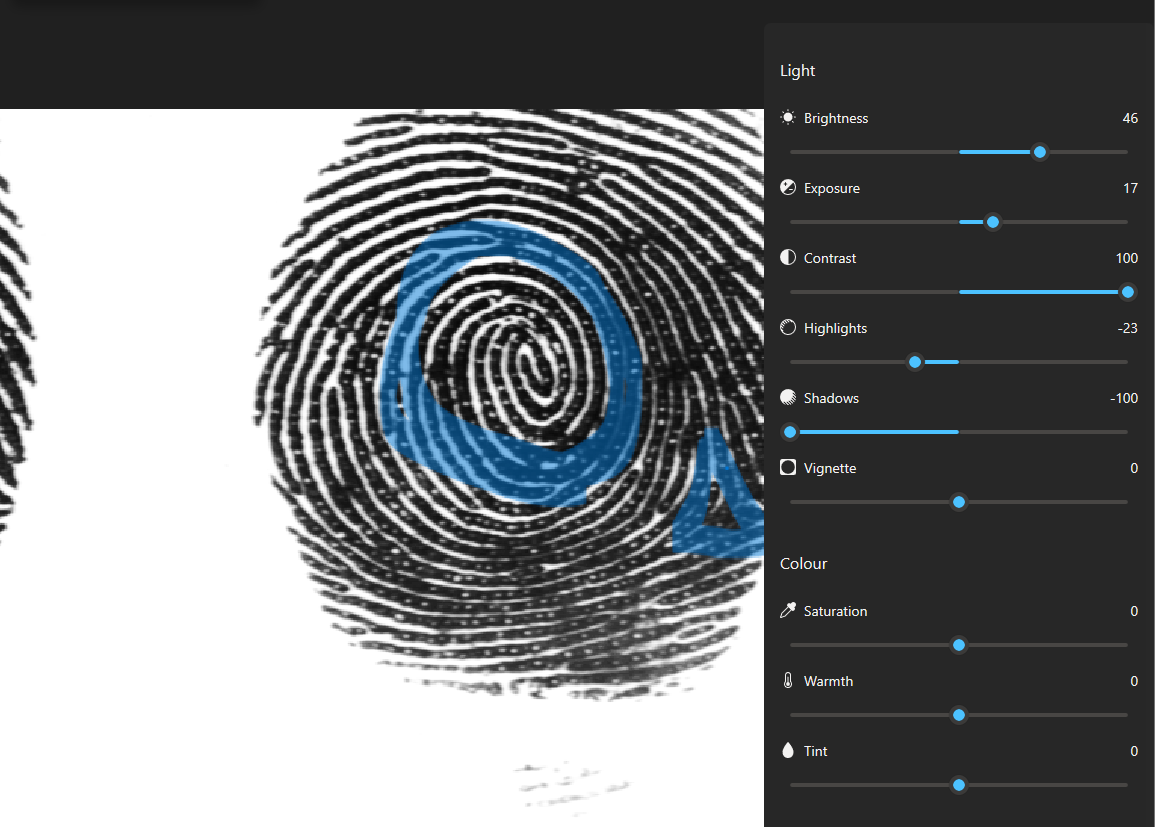 Light
Brightness 46
Exposure 17
Contrast 100
Highlights -23
Shadows -100
Vignette 0
Colour
Saturation 0
Warmth 0
Tint 0